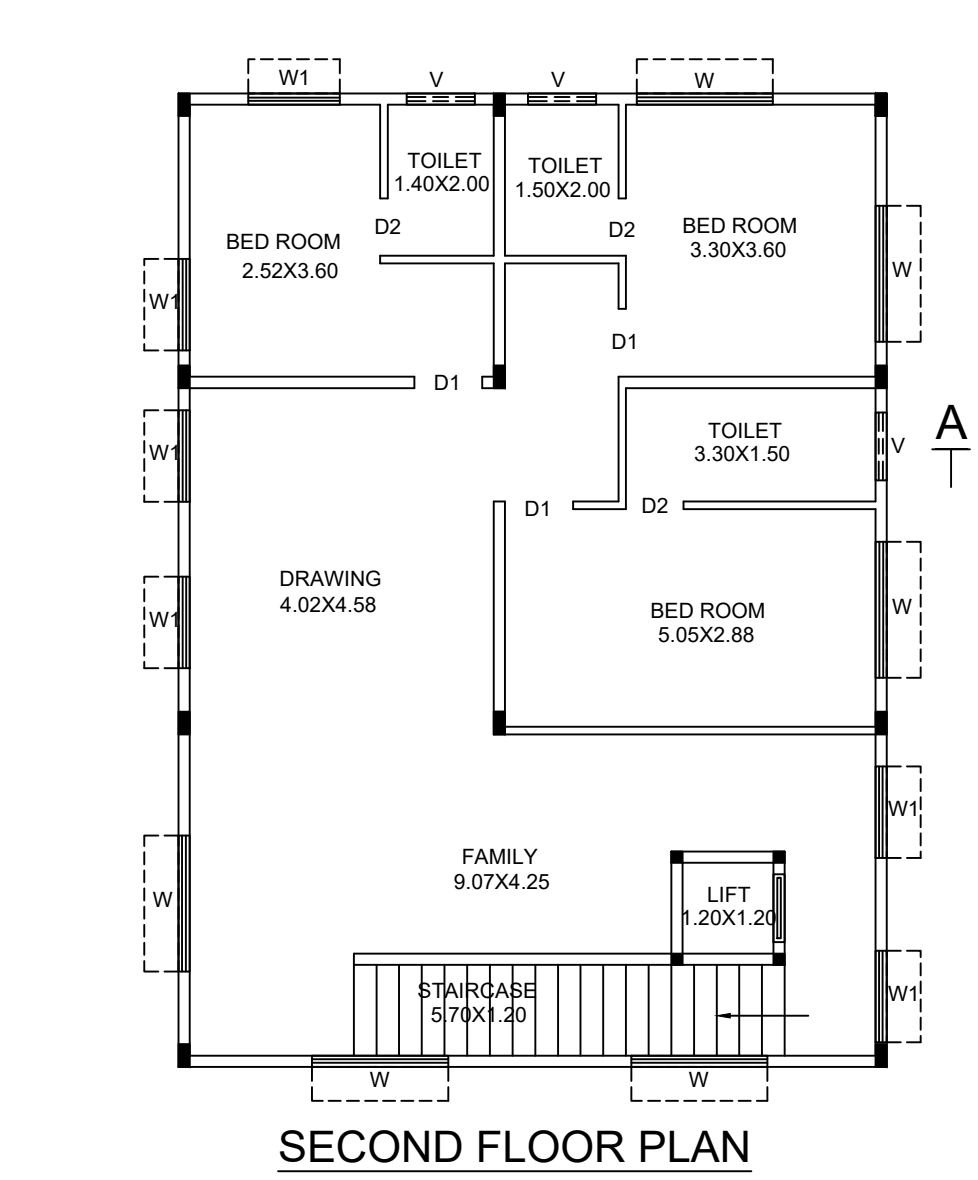 W1
V
V
W
TOILET
1.40X2.00
TOILET
1.50X2.00
D2
D2
BED ROOM
2.52X3.60
BED ROOM
3.30X3.60
W1
W
D1
D1
W1
TOILET
3.30X1.50
V
A
D1
D2
DRAWING
4.02X4.58
W1
BED ROOM
5.05X2.88
W
W1
FAMILY
9.07X4.25
W
LIFT
1.20X1.20
STAIRCASE
5.70X1.20
W1
W
W
SECOND FLOOR PLAN